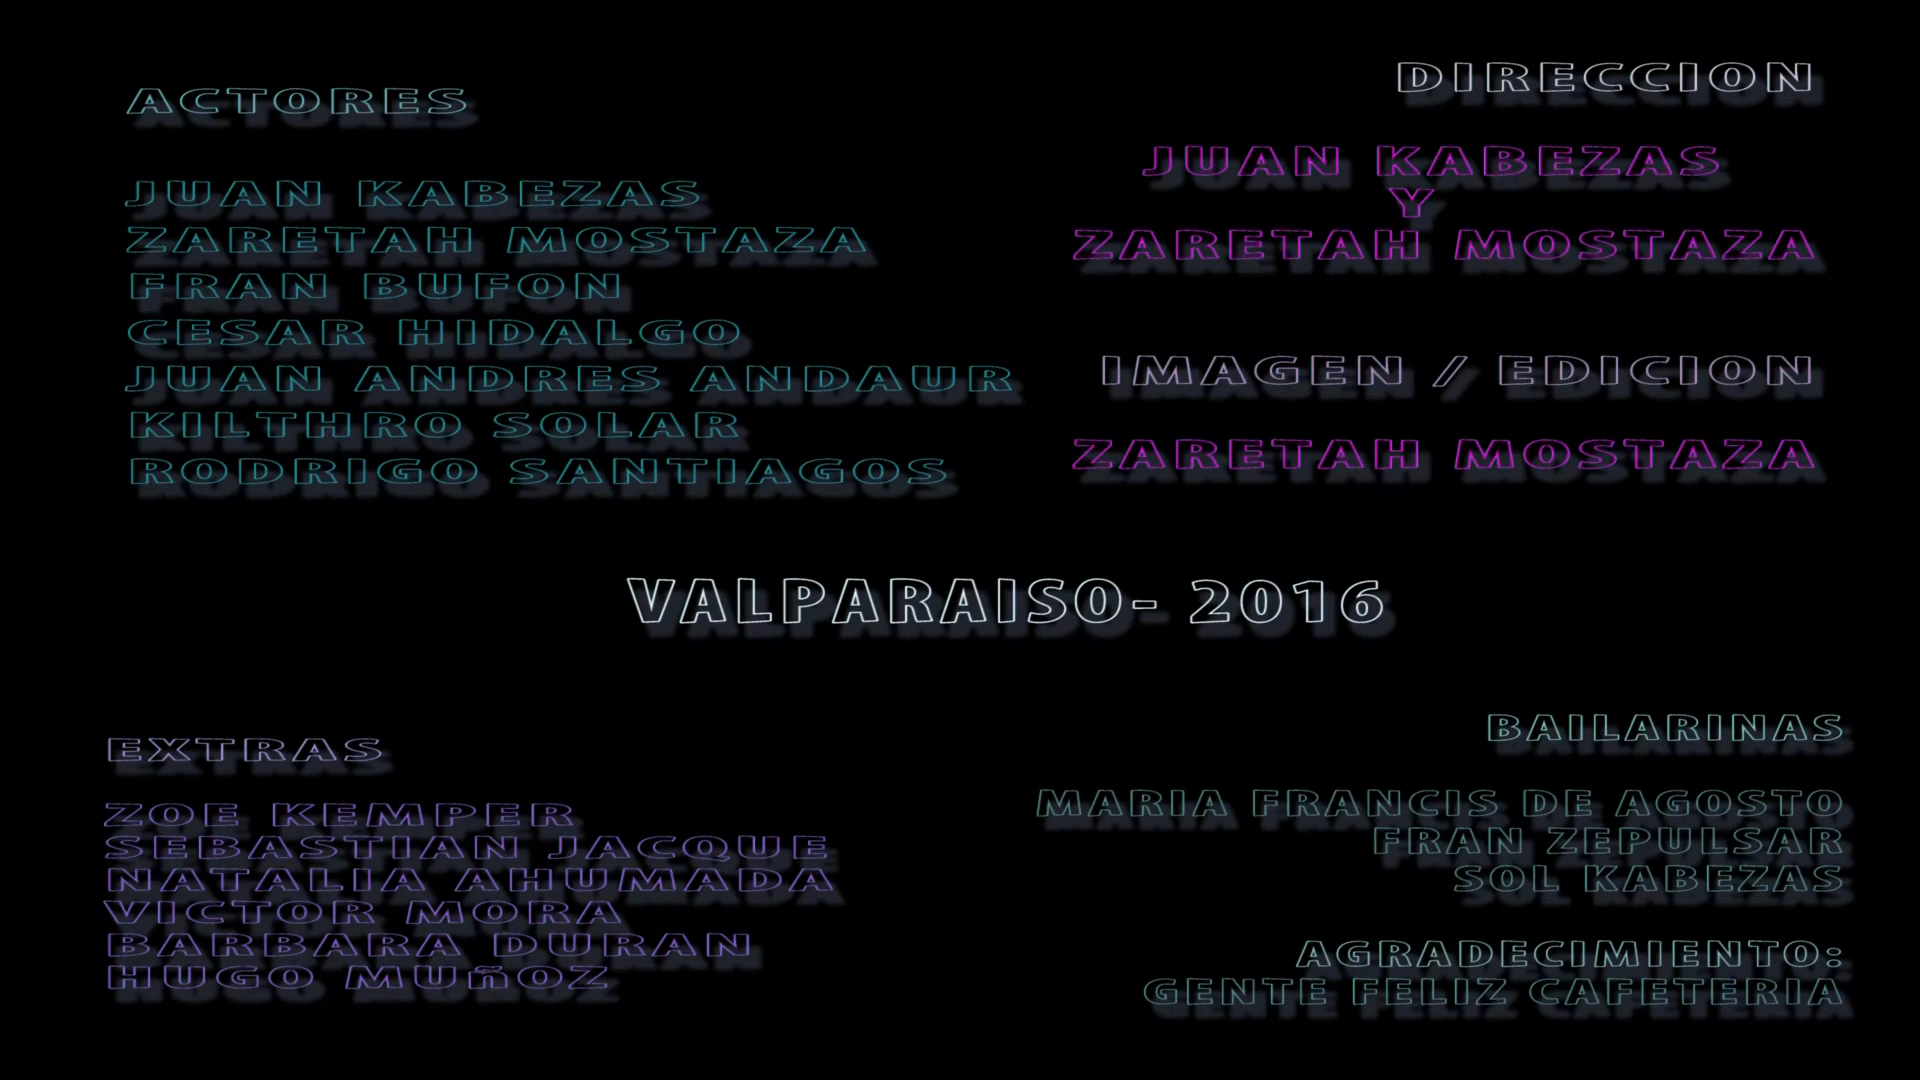 ACTORES
JUAN KABEZAS
ZARETAH MOSTAZA
FRAN BUFON
CESAR HIDALGO
JUAN ANDRES ANDAUR
KILTHRO SOLAR
RODRIGO SANTIAGOS
DIRECCION
JUAN KABEZAS
Y
ZARETAH MOSTAZA
IMAGEN / EDICION
ZARETAH MOSTAZA
VALPARAISO- 2016
EXTRAS
ZOE KEMPER
SEBASTIAN JACQUE
NATALIA AHUMADA
VICTOR MORA
BARBARA DURAN
HUGO MUñOZ
BAILARINAS
MARIA FRANCIS DE AGOSTO
FRAN ZEPULSAR
SOL KABEZAS
AGRADECIMIENTO:
GENTE FELIZ CAFETERIA